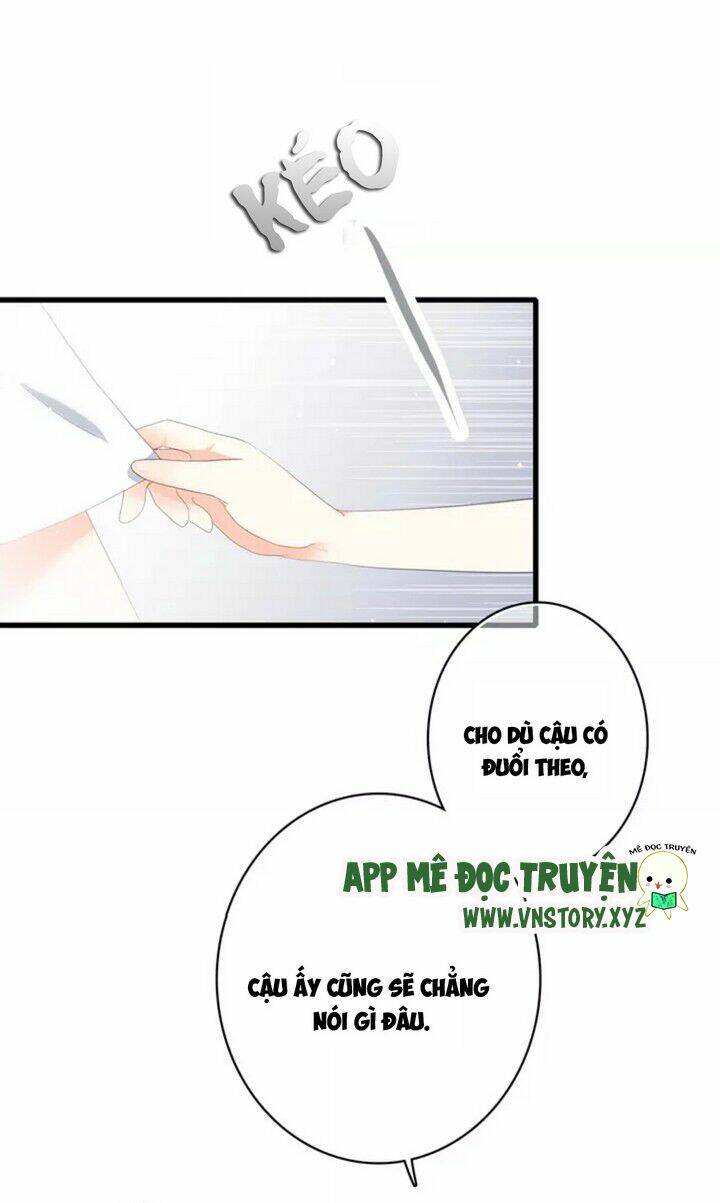 KÉO
CHO DÙ CẬU CÓ
ĐUỔI THEO,
MÊ ĐỌC TRUYỆN
APP MÊ ĐỌC TRUYỆN
WWW.VNSTORY.XYZ
CẬU ẤY CŨNG SẼ CHẲNG
NÓI GÌ ĐÂU.